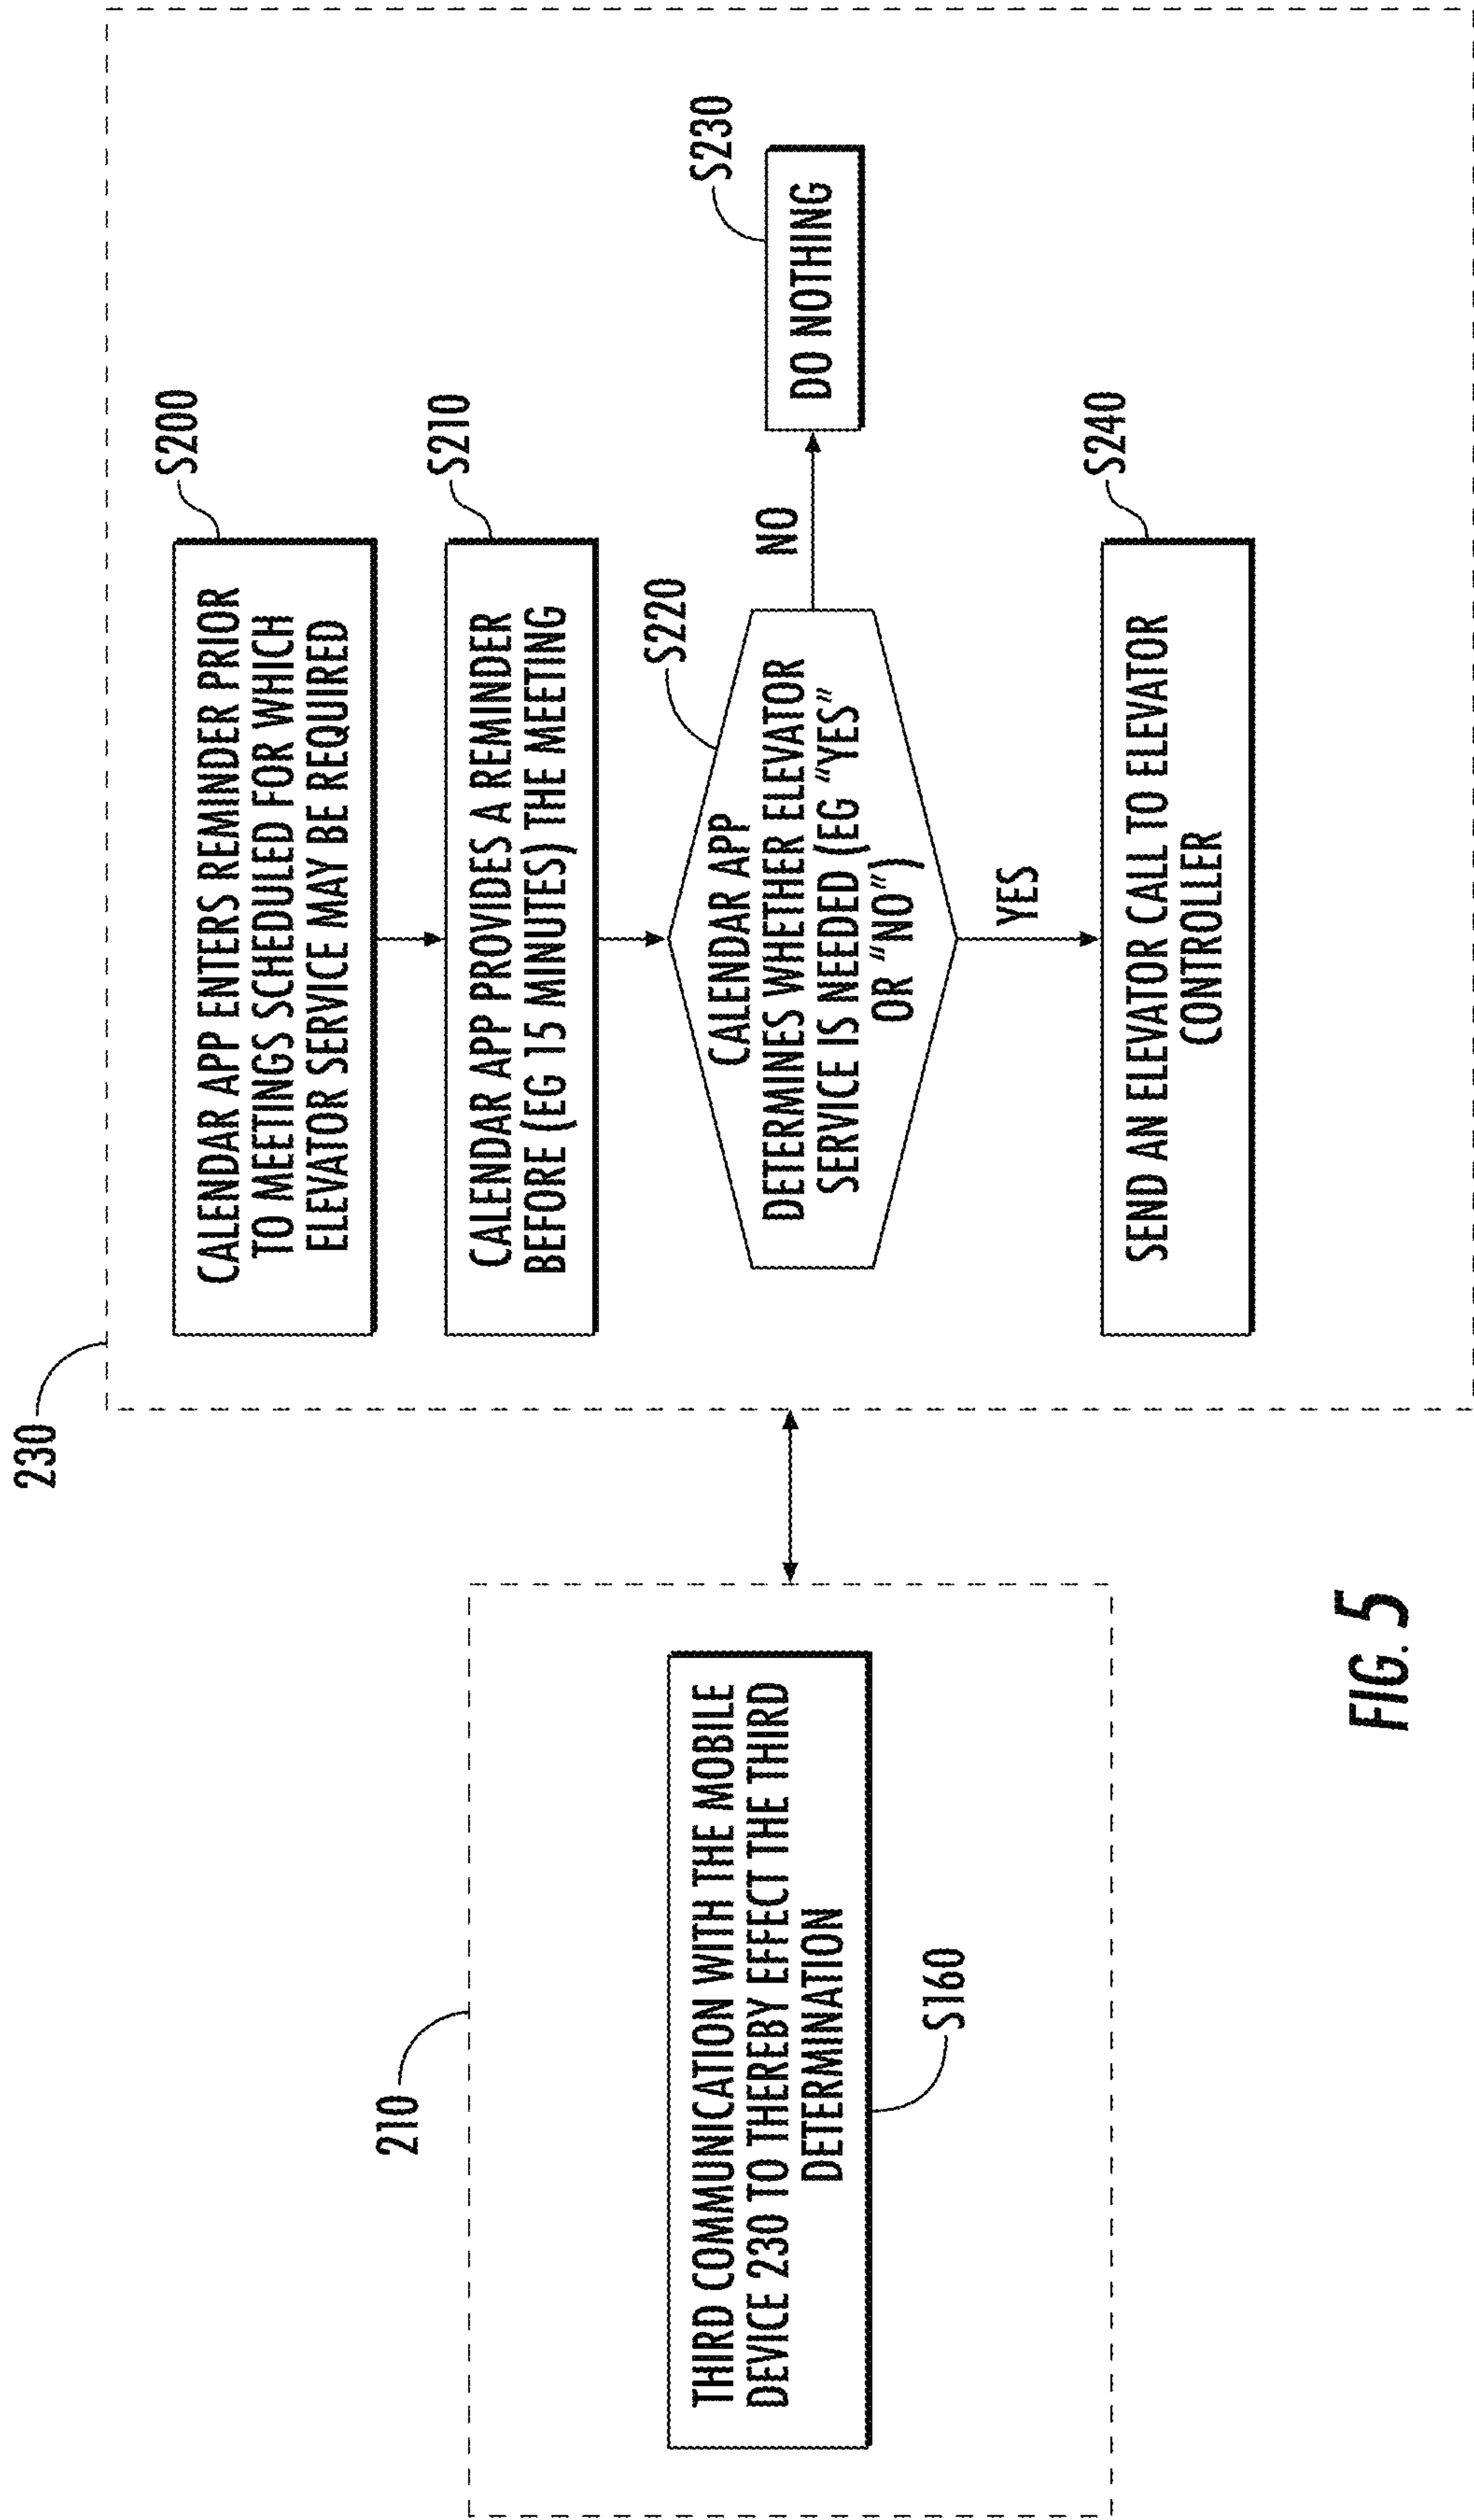 210
THIRD COMMUNICATION WITH THE MOBILE
DEVICE 230 TO THEREBY EFFECT THE THIRD
DETERMINATION
S160
230
CALENDAR APP ENTERS REMINDER PRIOR
TO MEETINGS SCHEDULED FOR WHICH
ELEVATOR SERVICE MAY BE REQUIRED
S200
CALENDAR APP PROVIDES A REMINDER
BEFORE (EG 15 MINUTES) THE MEETING
S210
CALENDAR APP
DETERMINES WHETHER ELEVATOR
SERVICE IS NEEDED (EG "YES"
OR "NO")
S220
NO
DO NOTHING
S230
YES
SEND AN ELEVATOR CALL TO ELEVATOR
CONTROLLER
S240
FIG. 5